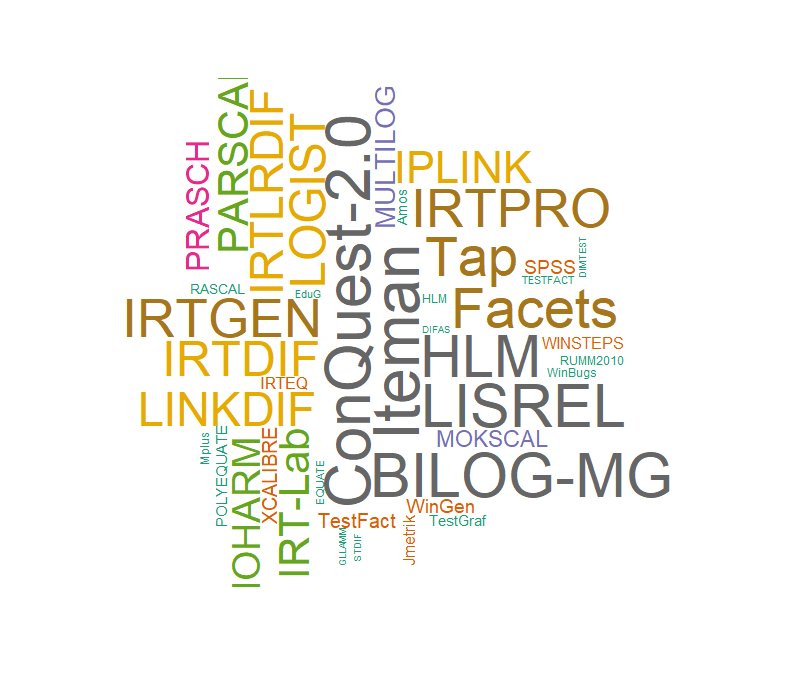 PARSCAL
IRTLRDIF
LOGIST
ConQuest-2.0
MULTILOG
PRASCH
IPLINK
Amos
IRTPRO
Tap
SPSS
DIMTEST
TESTFACT
Iteman
RASCAL
EduG
HLM
Facets
IRTGEN
DIFAS
IRTDIF
HLM
WINSTEPS
RUMM2010
WinBugs
IRTEQ
LINKDIF
LISREL
MOKSCAL
Mplus
POLYEQUATE
IOHARM
XCALIBRE
IRT-Lab
EQUATE
BILOG-MG
WinGen
TestFact
TestGraf
Jmetrik
GLLAMM
STDIF